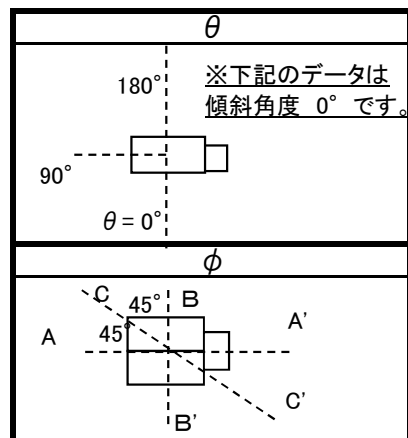 θ
180°
※下記のデータは
傾斜角度 0° です。
90°
θ = 0°
φ
C
45°
B
A
45°
A'
C'
B'